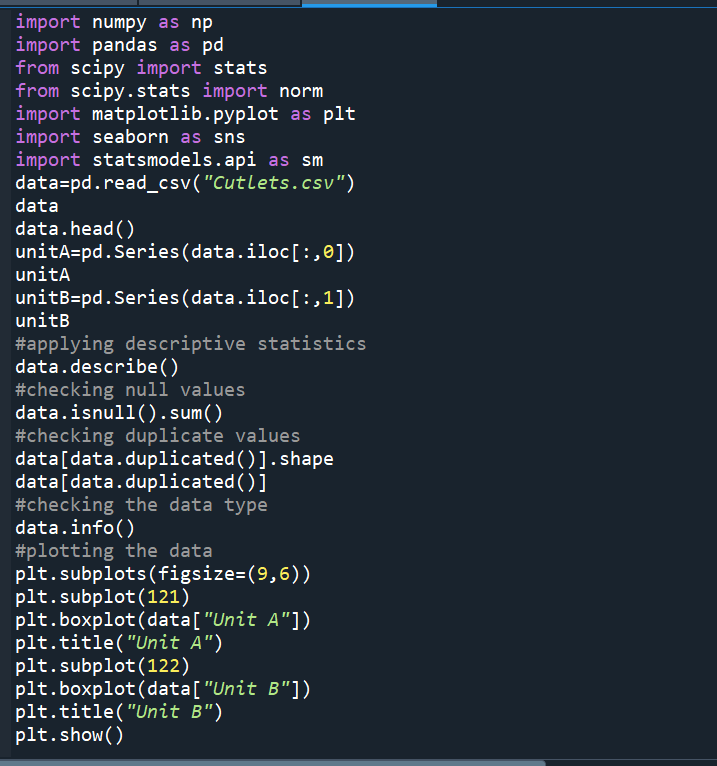 import numpy as np
import pandas as pd
from scipy import stats
from scipy.stats import norm
import matplotlib.pyplot as plt
import seaborn as sns
import statsmodels.api as sm
data=pd.read_csv("Cutlets.csv")
data
data.head()
unitA=pd.Series(data.iloc[:,0])
unitA
unitB=pd.Series(data.iloc[:,1])
unitB
#applying descriptive statistics
data.describe()
#checking null values
data.isnull().sum()
#checking duplicate values
data[data.duplicated()].shape
data[data.duplicated()]
#checking the data type
data.info()
#plotting the data
plt.subplots(figsize=(9,6))
plt.subplot(121)
plt.boxplot(data["Unit A"])
plt.title("Unit A")
plt.subplot(122)
plt.boxplot(data["Unit B"])
plt.title("Unit B")
plt.show()